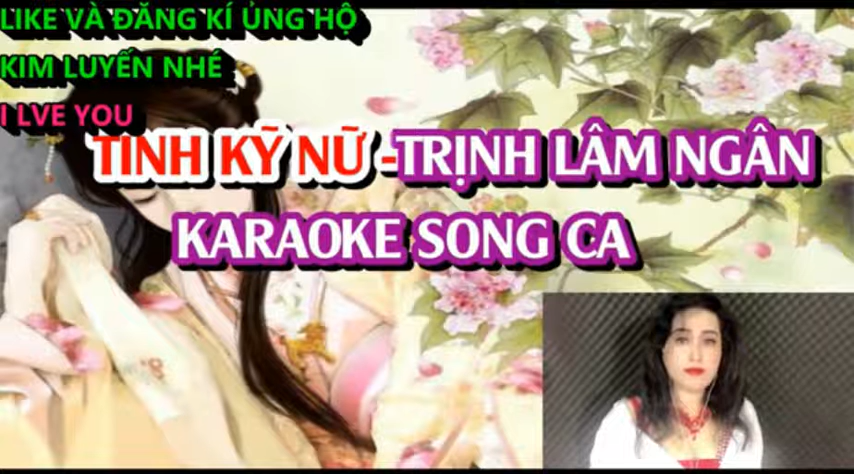 LIKE VÀ ĐĂNG KÍ ỦNG HỘ
KIM LUYẾN NHÉ
I LVE YOU
TÌNH KỸ NỮ -TRỊNH LÂM NGÂN
KARAOKE SONG CA